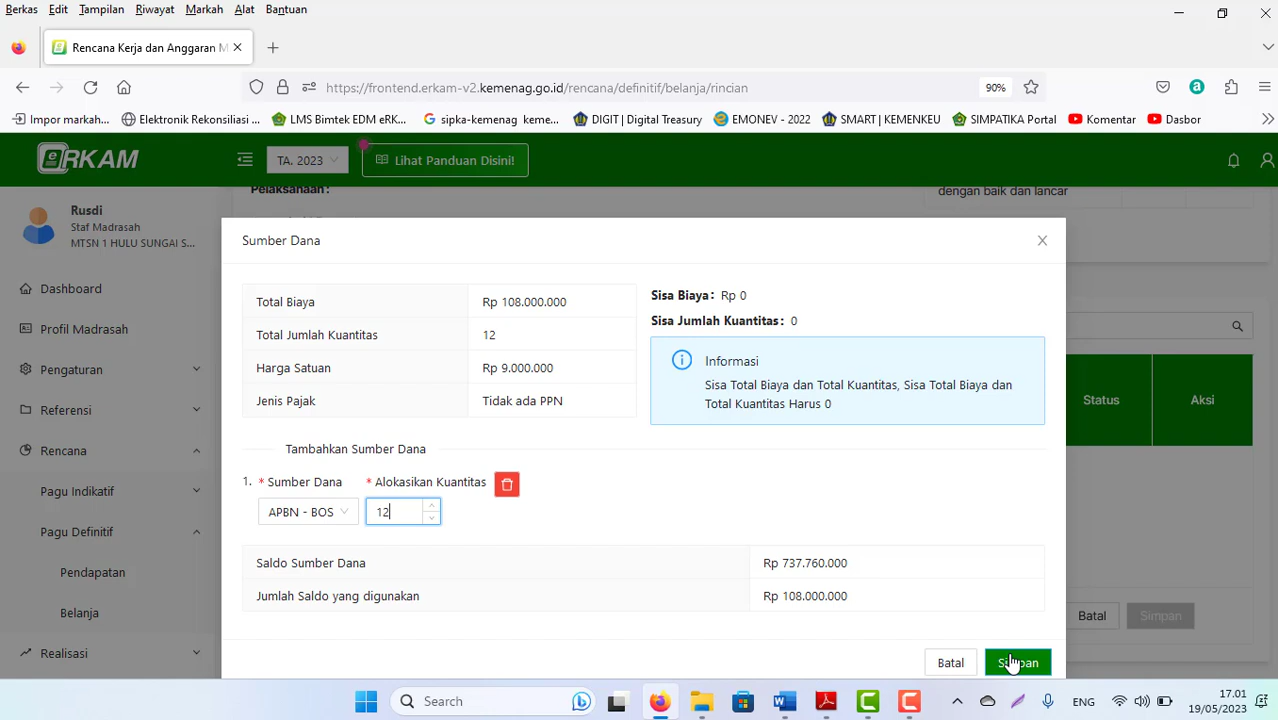 Berkas Edit Tampilan Riwayat Markah Alat Bantuan
Rencana Kerja dan Anggaran M
https://frontend.erkam-v2.kemenag.go.id/rencana/definitif/belanja/rincian 90%
Impor markah... Elektronik Rekonsiliasi ... LMS Bimtek EDM eRK... sipka-kemenag keme... DIGIT | Digital Treasury EMONEV - 2022 SMART | KEMENKEU SIMPATIKA Portal Komentar Dasbor
eRKAM TA. 2023 Lihat Panduan Disini!
Pelaksanaan :
dengan baik dan lancar
Rusdi
Staf Madrasah
MTSN 1 HULU SUNGAI S...
Dashboard
Profil Madrasah
Pengaturan
Referensi
Rencana
Pagu Indikatif
Pagu Definitif
Pendapatan
Belanja
Realisasi
Sumber Dana
Total Biaya Rp 108.000.000
Total Jumlah Kuantitas 12
Harga Satuan Rp 9.000.000
Jenis Pajak Tidak ada PPN
Sisa Biaya : Rp 0
Sisa Jumlah Kuantitas : 0
Informasi
Sisa Total Biaya dan Total Kuantitas, Sisa Total Biaya dan
Total Kuantitas Harus 0
Tambahkan Sumber Dana
1. * Sumber Dana * Alokasikan Kuantitas
APBN - BOS 12
Saldo Sumber Dana Rp 737.760.000
Jumlah Saldo yang digunakan Rp 108.000.000
Batal Simpan
Status Aksi
Batal Simpan
Search
ENG
17.01
19/05/2023